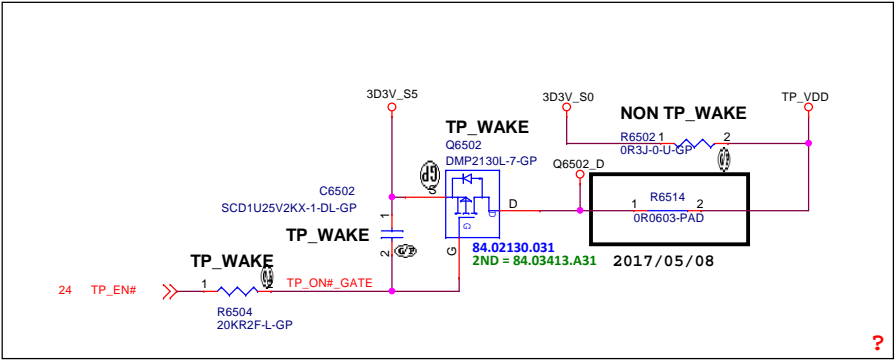 3D3V_S5
3D3V_S0
TP_VDD
NON TP_WAKE
TP_WAKE
R6502
1
2
0R3J-0-U-GP
Q6502
DMP2130L-7-GP
Q6502_D
S
D
D
G
G
C6502
SCD1U25V2KX-1-DL-GP
1
2
TP_WAKE
R6514
1
2
0R0603-PAD
84.02130.031
2ND = 84.03413.A31
2017/05/08
TP_WAKE
24
TP_EN#
1
TP_ON#_GATE
R6504
20KR2F-L-GP
?